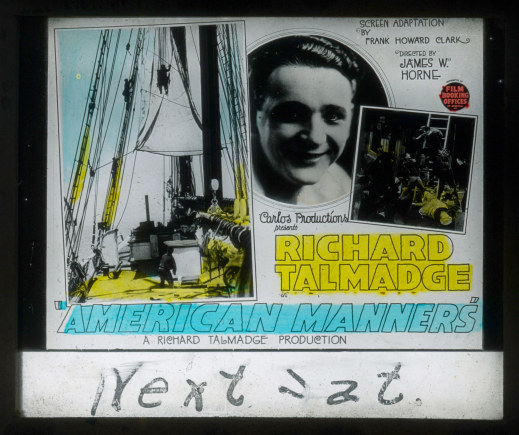 SCREEN ADAPTATION
BY
FRANK HOWARD CLARK
DIRECTED BY
JAMES W.
HORNE
FILM
BOOKING
OFFICES
Carlos Productions
presents
RICHARD
TALMADGE
"AMERICAN MANNERS"
A RICHARD TALMADGE PRODUCTION
Next Sat.